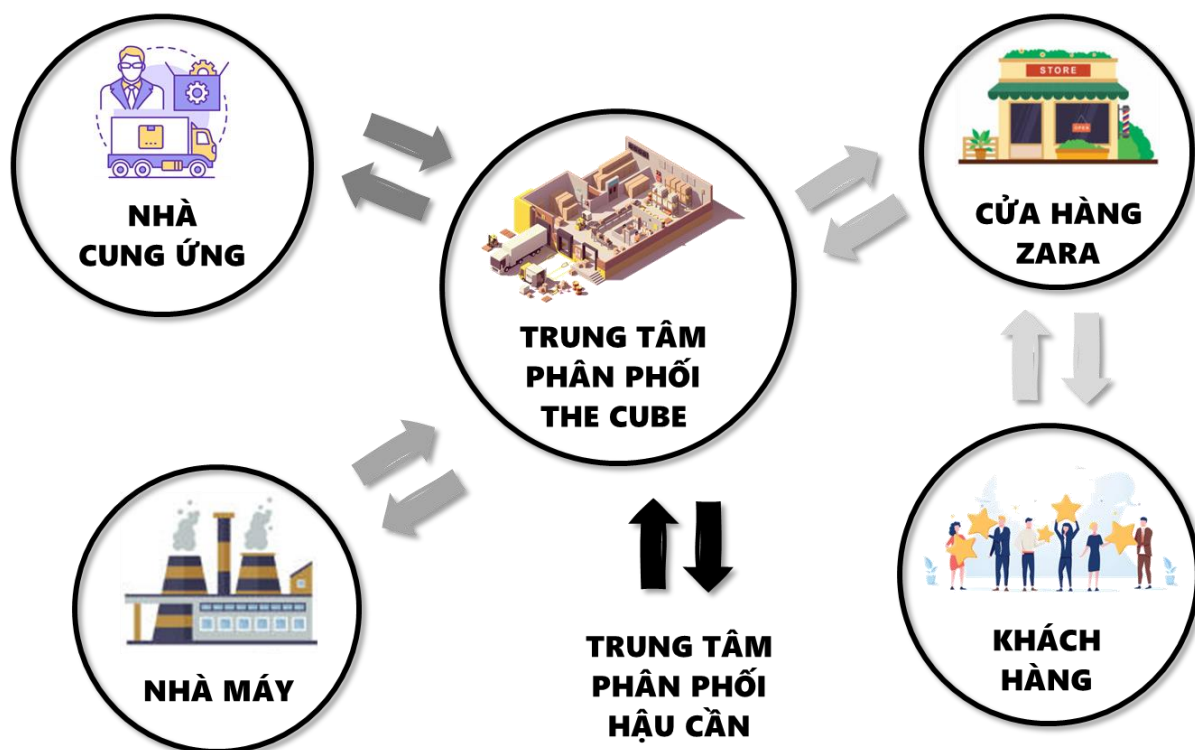 NHÀ
CUNG ỨNG
STORE
OPEN
CỬA HÀNG
ZARA
TRUNG TÂM
PHÂN PHỐI
THE CUBE
NHÀ MÁY
TRUNG TÂM
PHÂN PHỐI
HẬU CẦN
KHÁCH
HÀNG